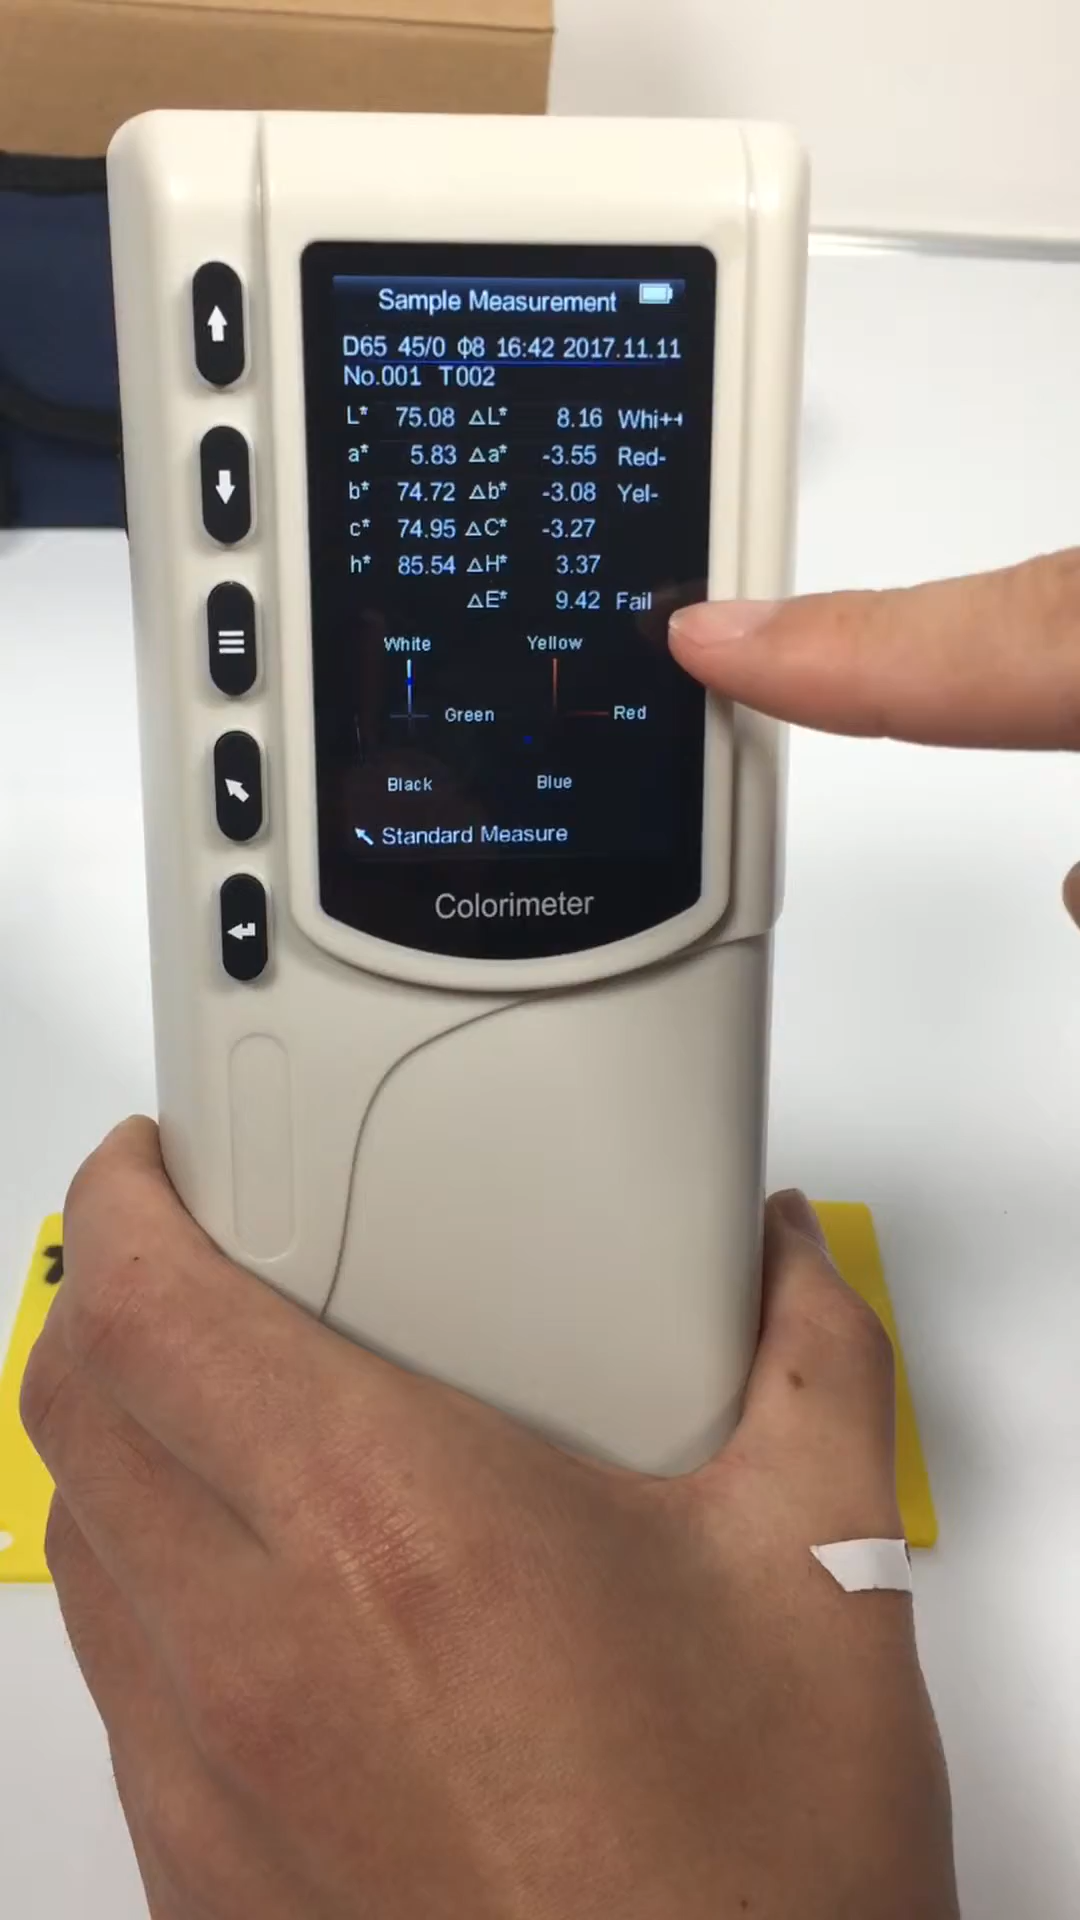 Sample Measurement
D65 45/0 Φ8 16:42 2017.11.11
No.001 T002
L* 75.08 ΔL* 8.16 Whi++
a* 5.83 Δa* -3.55 Red-
b* 74.72 Δb* -3.08 Yel-
c* 74.95 ΔC* -3.27
h* 85.54 ΔH* 3.37
ΔE* 9.42 Fail
White Yellow
Green Red
Black Blue
Standard Measure
Colorimeter